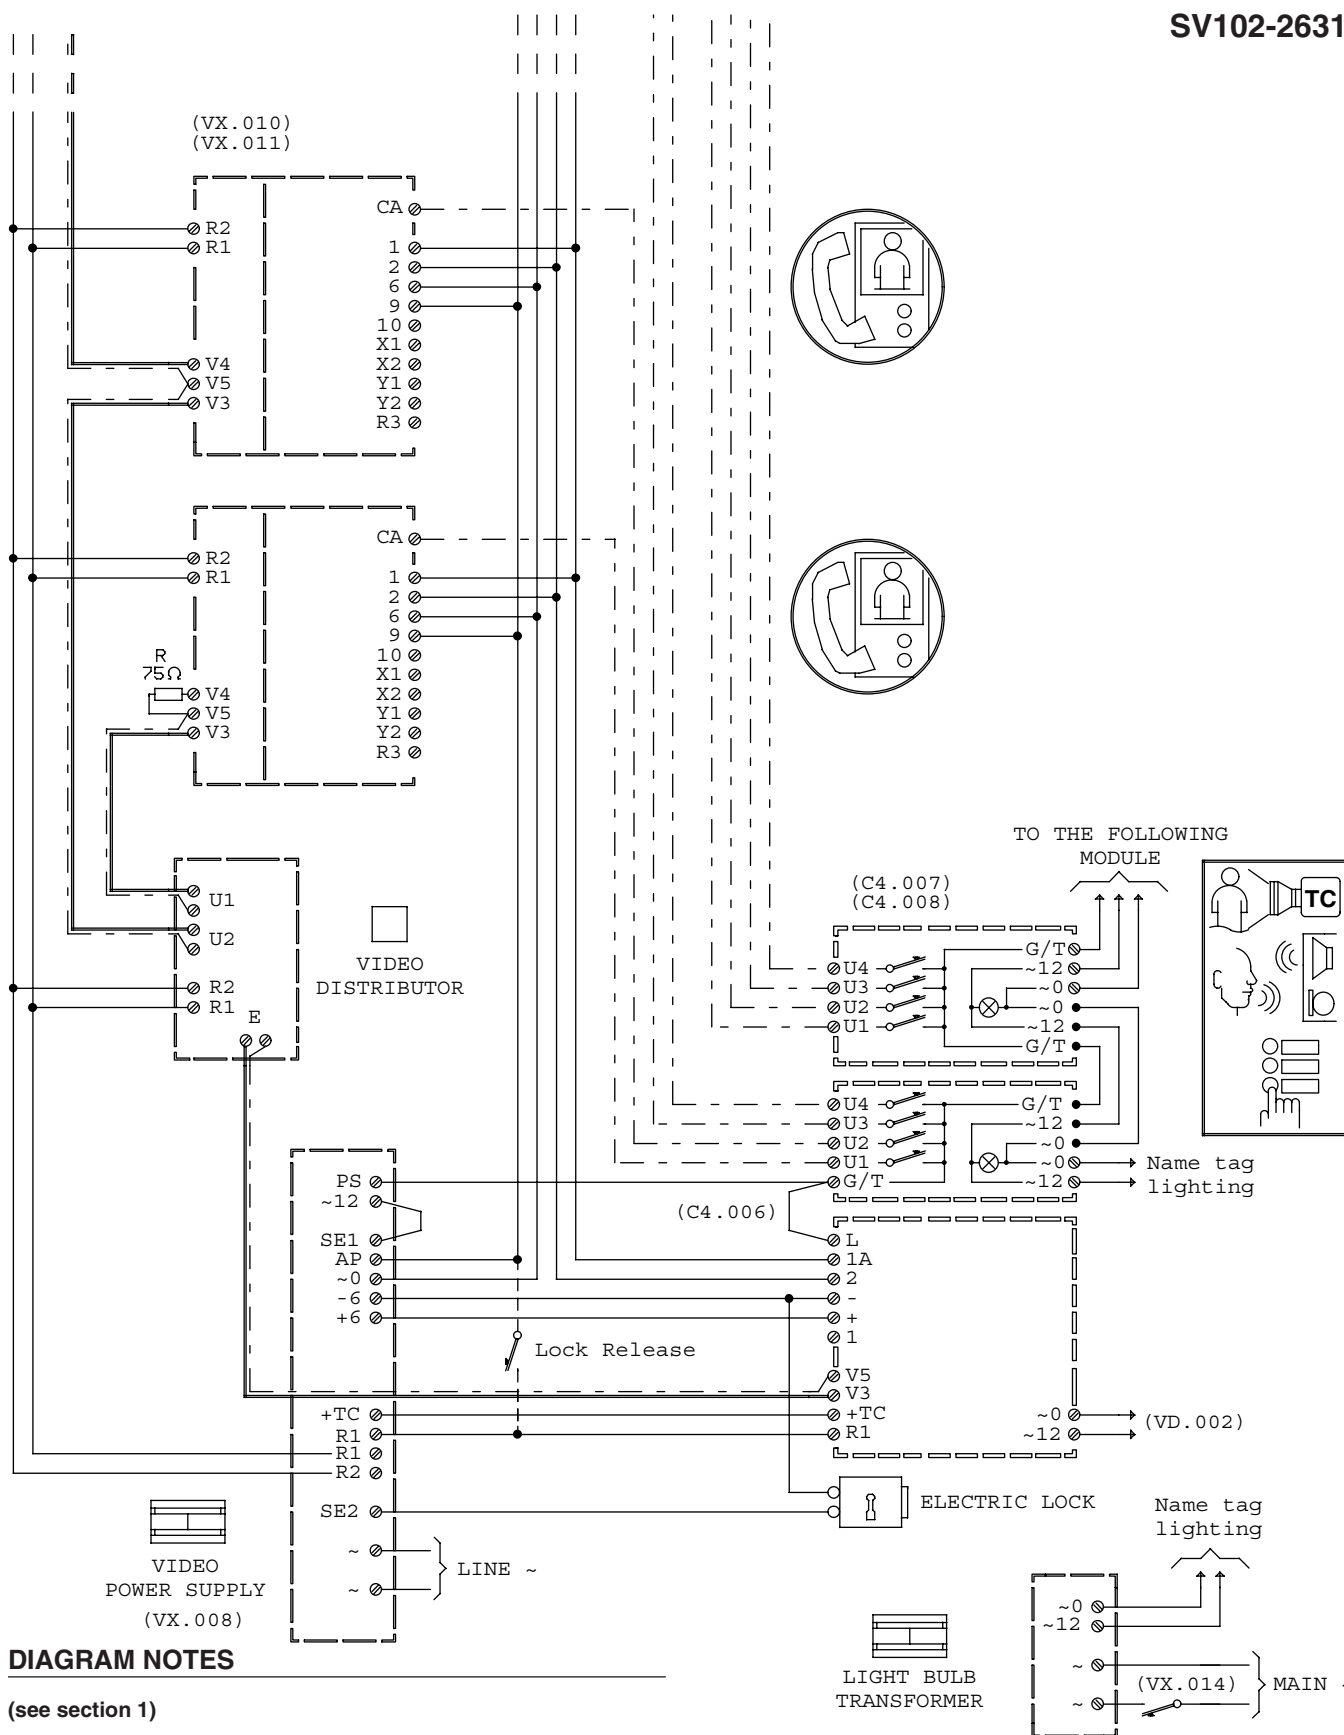 SV102-2631
(VX.010)
(VX.011)
CA
R2
R1
1
2
6
9
10
X1
V4
X2
V5
Y1
V3
Y2
R3
CA
R2
R1
1
2
6
9
R
10
75Ω
X1
V4
X2
V5
Y1
V3
Y2
R3
TO THE FOLLOWING
MODULE
(C4.007)
(C4.008)
TC
U1
U2
VIDEO
DISTRIBUTOR
R2
R1
E
G/T
U4
~12
U3
~0
U2
~0
U1
~12
G/T
U4
G/T
U3
~12
U2
~0
U1
~0
G/T
~12
Name tag
lighting
PS
~12
(C4.006)
SE1
L
AP
1A
~0
2
-6
-
+6
+
1
Lock Release
V5
V3
+TC
+TC
~0
R1
R1
~12
(VD.002)
R1
R2
SE2
ELECTRIC LOCK
~
~
LINE ~
VIDEO
POWER SUPPLY
(VX.008)
Name tag
lighting
~0
~12
~
~
(VX.014)
MAIN
LIGHT BULB
TRANSFORMER
DIAGRAM NOTES
(see section 1)